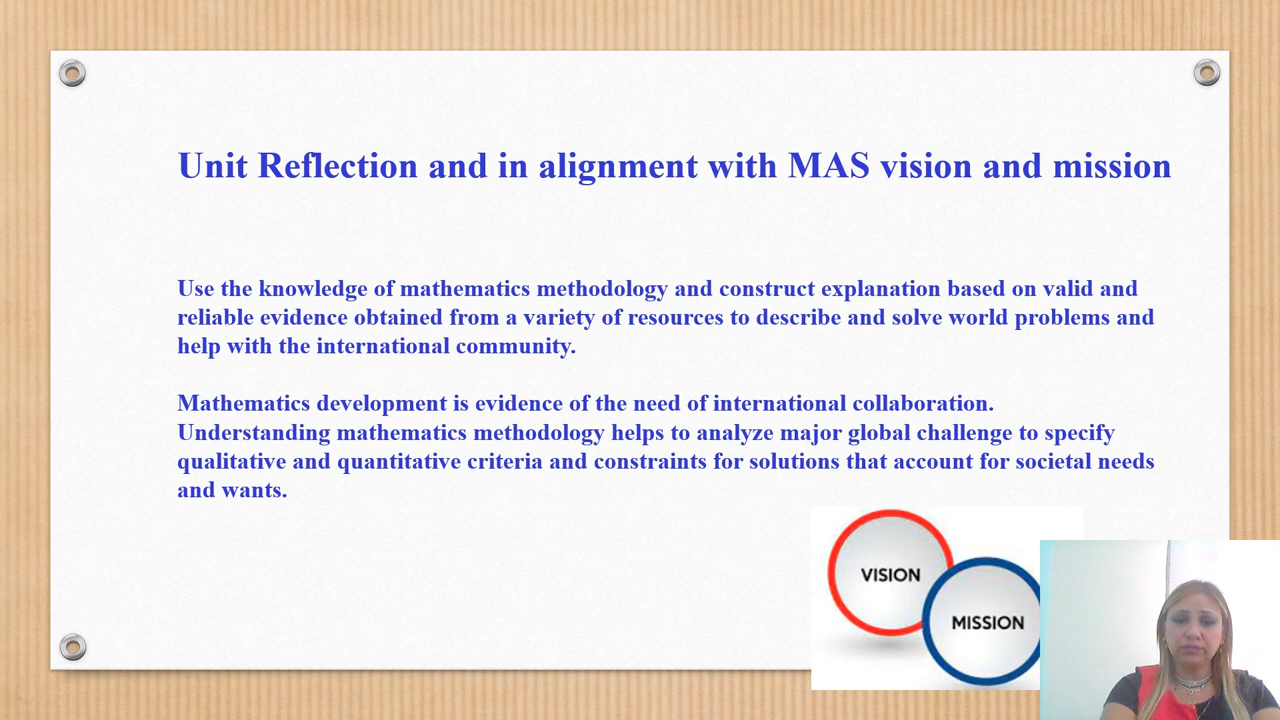 Unit Reflection and in alignment with MAS vision and mission
Use the knowledge of mathematics methodology and construct explanation based on valid and
reliable evidence obtained from a variety of resources to describe and solve world problems and
help with the international community.
Mathematics development is evidence of the need of international collaboration.
Understanding mathematics methodology helps to analyze major global challenge to specify
qualitative and quantitative criteria and constraints for solutions that account for societal needs
and wants.
VISION
MISSION